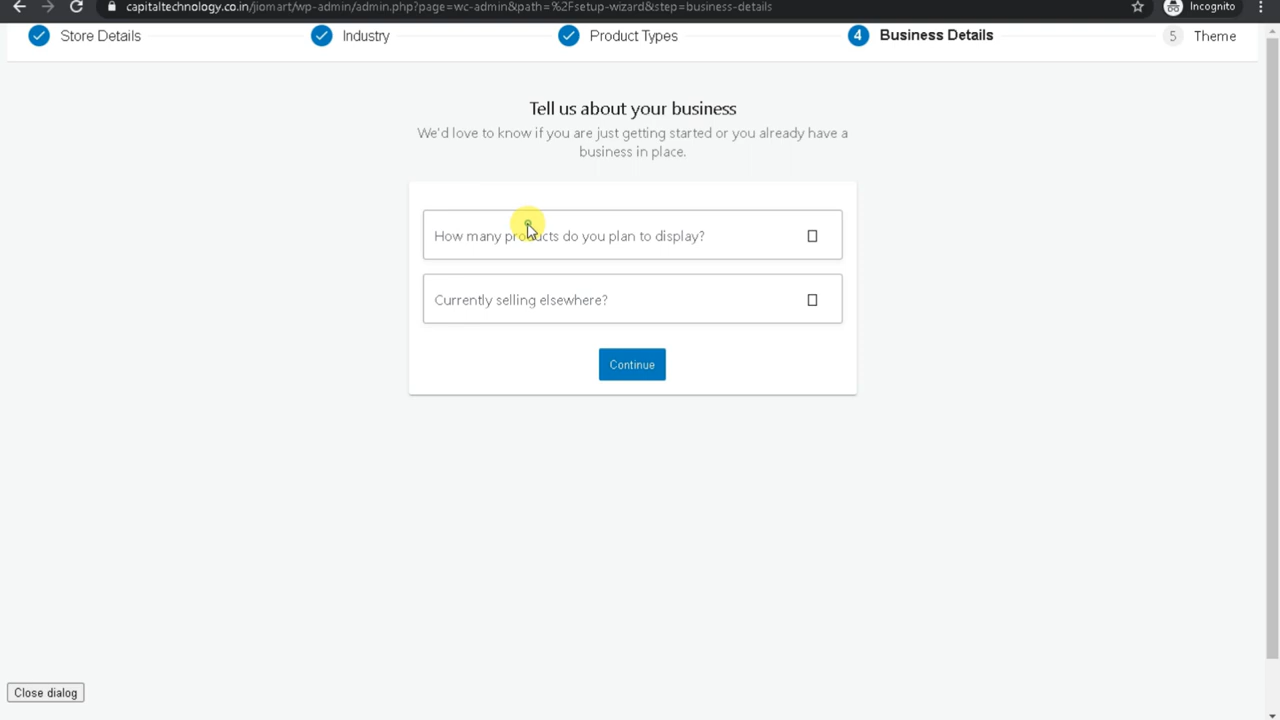 capitaltechnology.co.in/jiomart/wp-admin/admin.php?page=wc-admin&path=%2Fsetup-wizard&step=business-details
Incognito
Store Details
Industry
Product Types
4 Business Details
5 Theme
Tell us about your business
We'd love to know if you are just getting started or you already have a
business in place.
How many products do you plan to display?
Currently selling elsewhere?
Continue
Close dialog